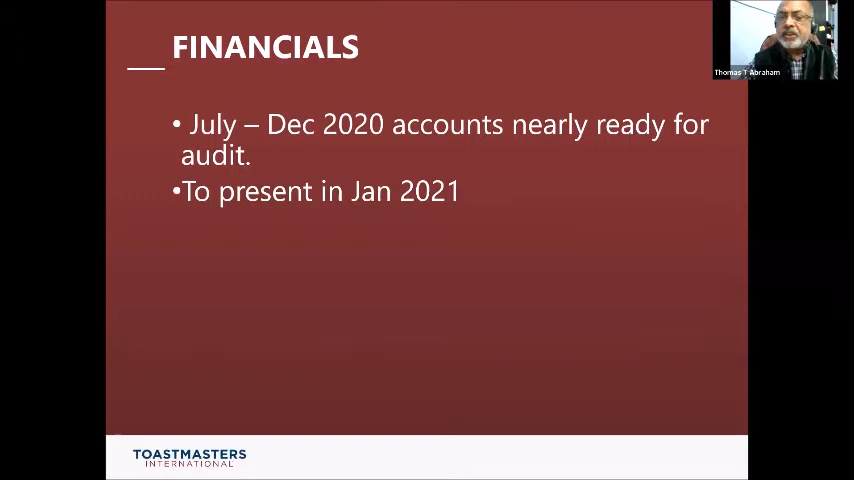 FINANCIALS
Thomas T Abraham
• July – Dec 2020 accounts nearly ready for
audit.
•To present in Jan 2021
TOASTMASTERS
INTERNATIONAL